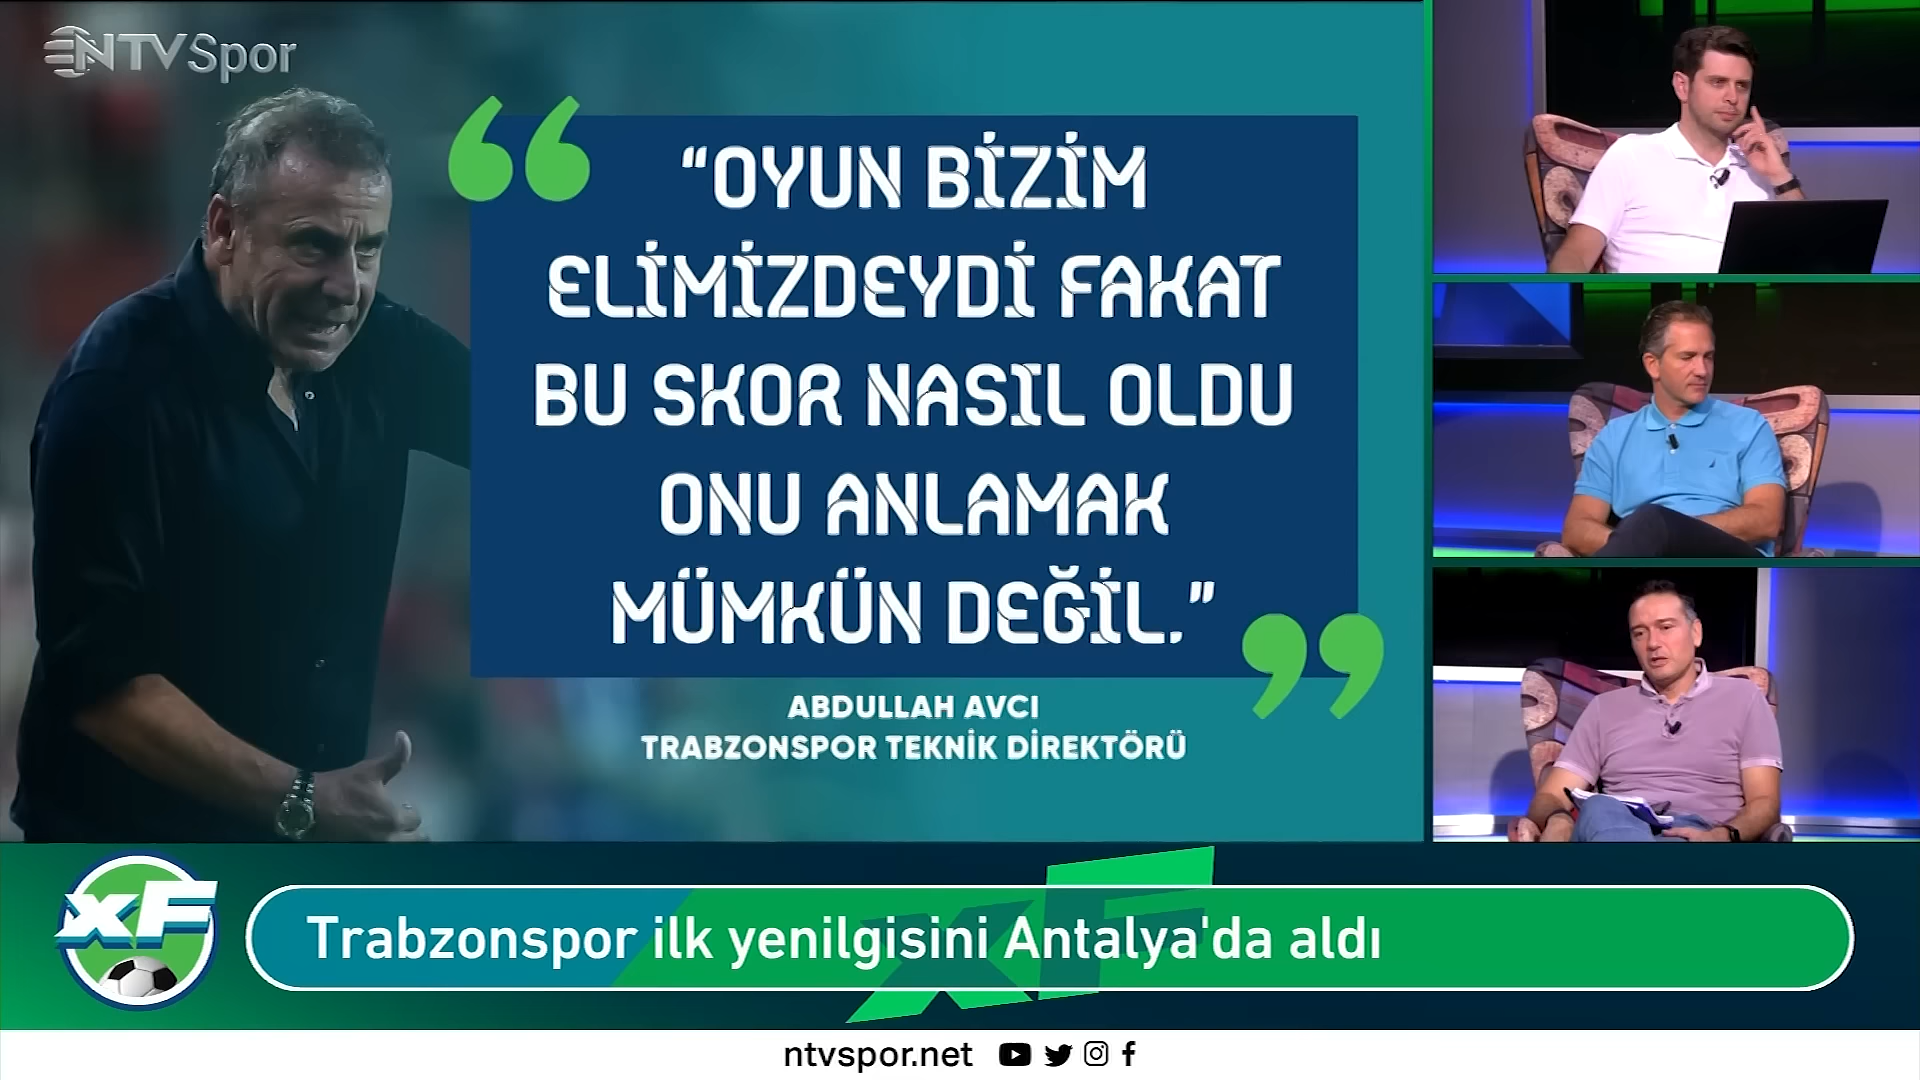 NTVSpor
“OYUN BİZİM
ELİMİZDEYDİ FAKAT
BU SKOR NASIL OLDU
ONU ANLAMAK
MÜMKÜN DEĞİL.”
ABDULLAH AVCI
TRABZONSPOR TEKNİK DİREKTÖRÜ
XF
Trabzonspor ilk yenilgisini Antalya'da aldı
ntvspor.net